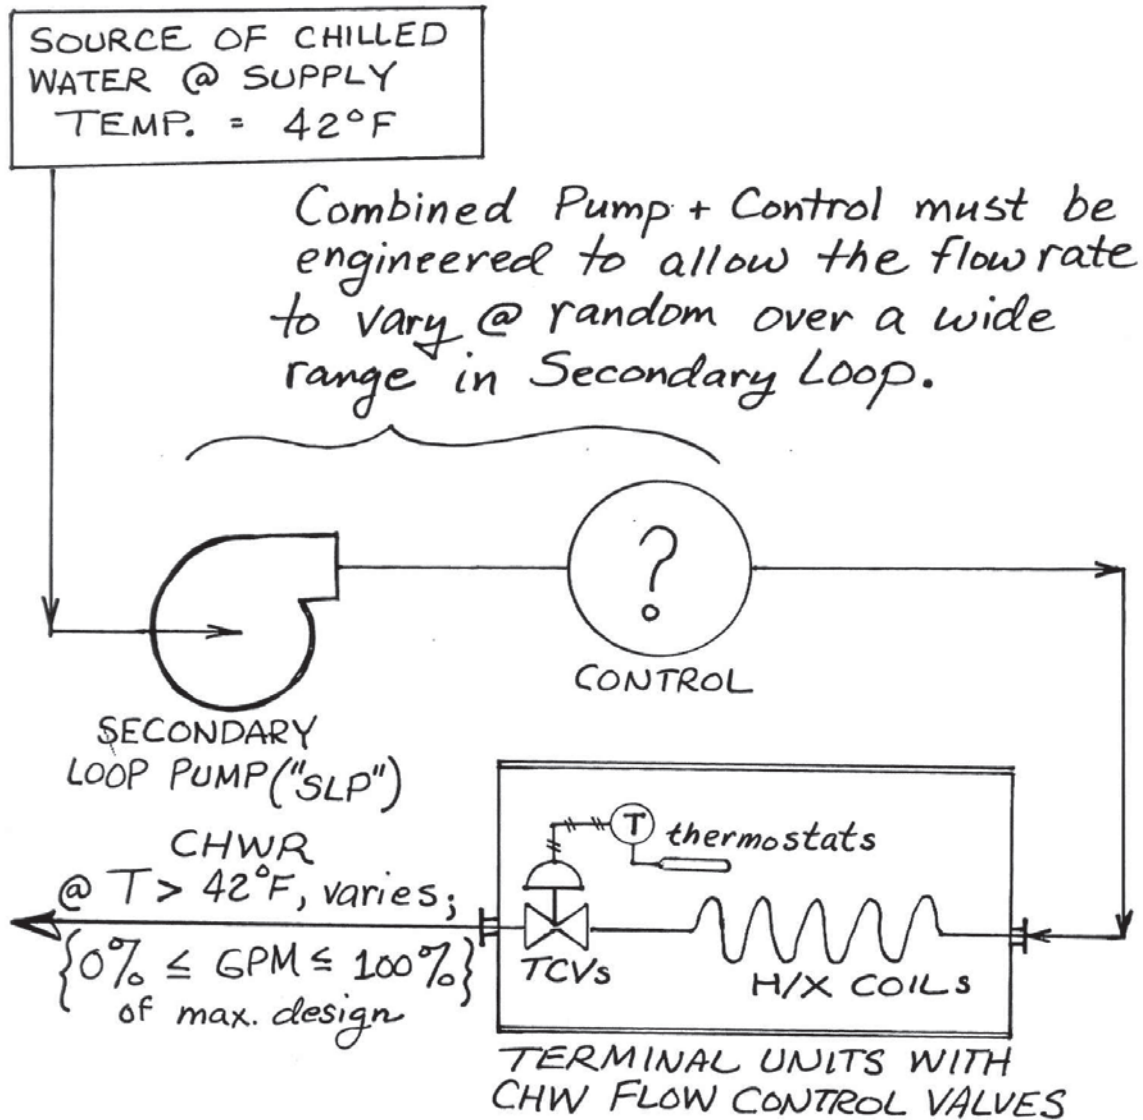 SOURCE OF CHILLED
WATER @ SUPPLY
TEMP. = 42°F
Combined Pump + Control must be
engineered to allow the flow rate
to vary @ random over a wide
range in Secondary Loop.
?
CONTROL
SECONDARY
LOOP PUMP ("SLP")
T
thermostats
CHWR
@ T > 42°F, varies;
{0% ≤ GPM ≤ 100%}
of max. design
TCVs
H/X COILs
TERMINAL UNITS WITH
CHW FLOW CONTROL VALVES